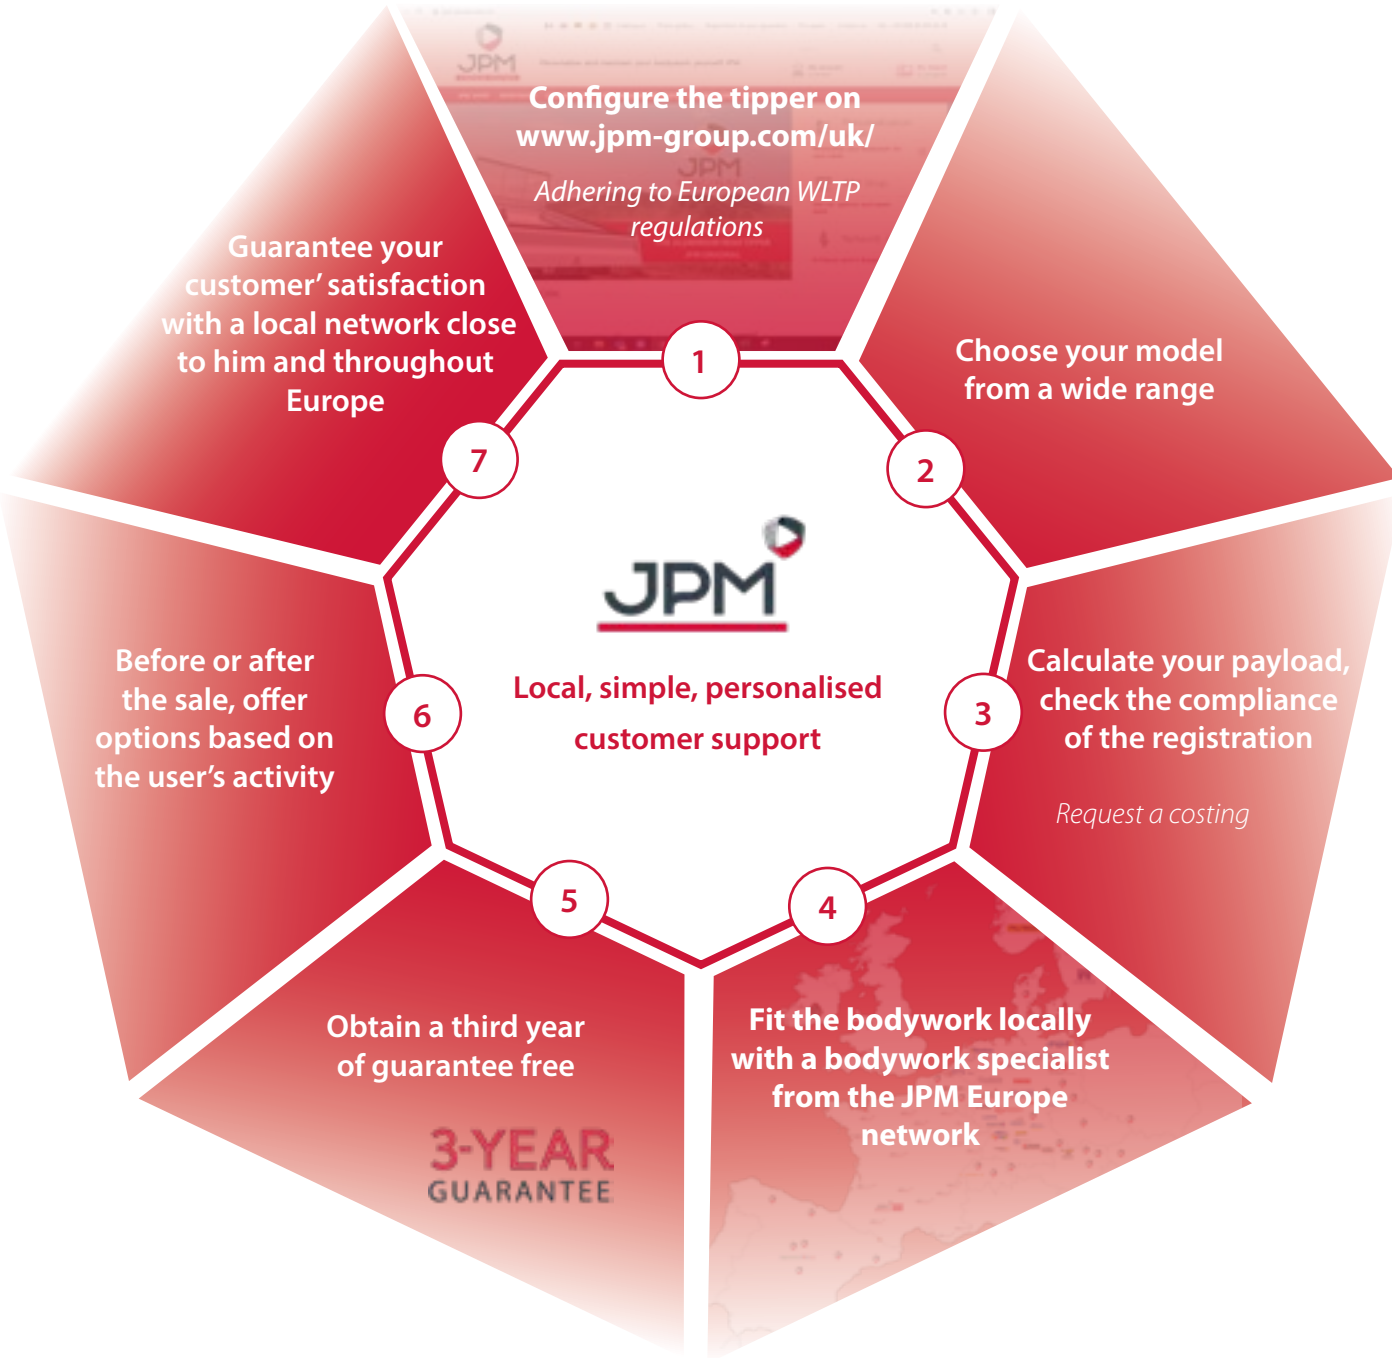 JPM
Configure the tipper on
www.jpm-group.com/uk/
JPM
Adhering to European WLTP
regulations
1
Choose your model
from a wide range
2
Calculate your payload,
check the compliance
of the registration
Request a costing
3
Fit the bodywork locally
with a bodywork specialist
from the JPM Europe
network
4
Obtain a third year
of guarantee free
3-YEAR
GUARANTEE
5
Before or after
the sale, offer
options based on
the user's activity
6
Guarantee your
customer' satisfaction
with a local network close
to him and throughout
Europe
7
JPM
Local, simple, personalised
customer support